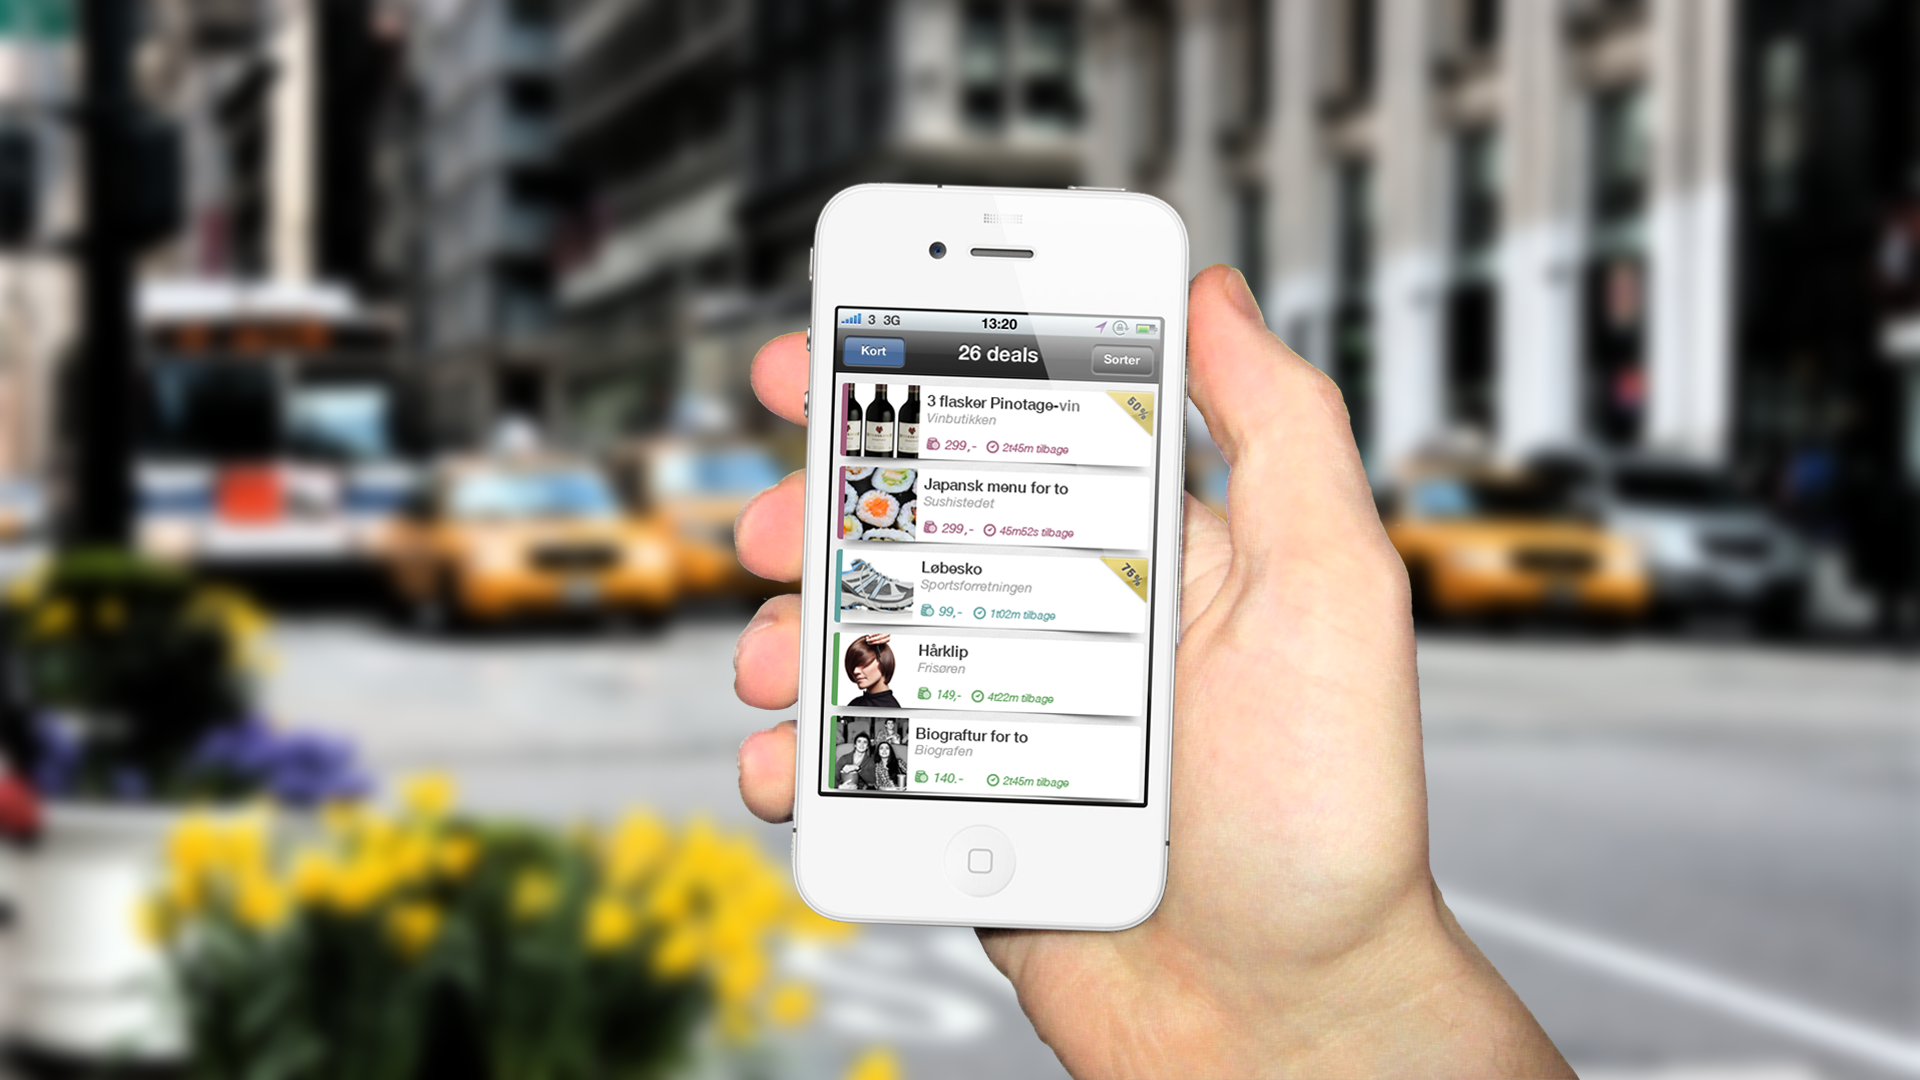 3 3G 13:20
Kort 26 deals Sorter
3 flasker Pinotage-vin 50%
Vinbutikken
299,- 2t45m tilbage
Japansk menu for to
Sushistedet
299,- 45m52s tilbage
Løbesko 75%
Sportsforretningen
99,- 1t02m tilbage
Hårklip
Frisøren
149,- 4t22m tilbage
Biograftur for to
Biografen
140.- 2t45m tilbage